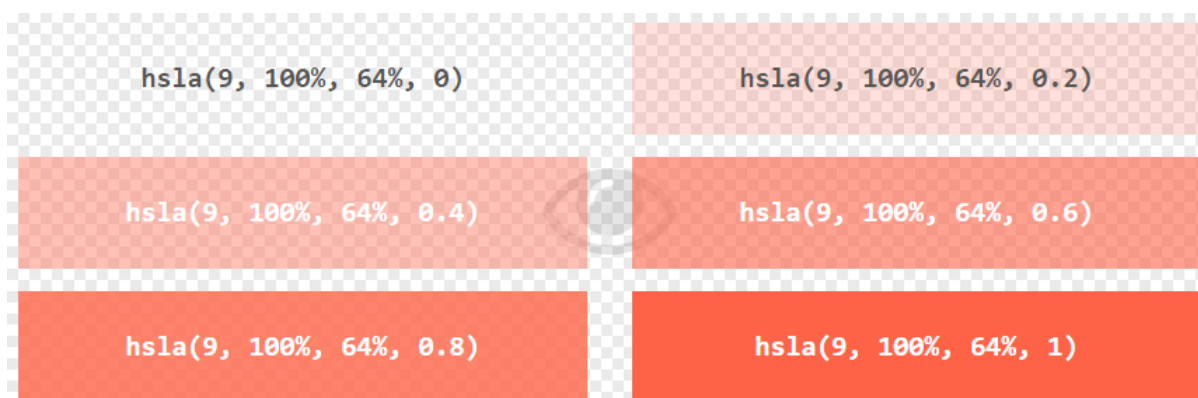 hsla(9, 100%, 64%, 0)
hsla(9, 100%, 64%, 0.2)
hsla(9, 100%, 64%, 0.4)
hsla(9, 100%, 64%, 0.6)
hsla(9, 100%, 64%, 0.8)
hsla(9, 100%, 64%, 1)